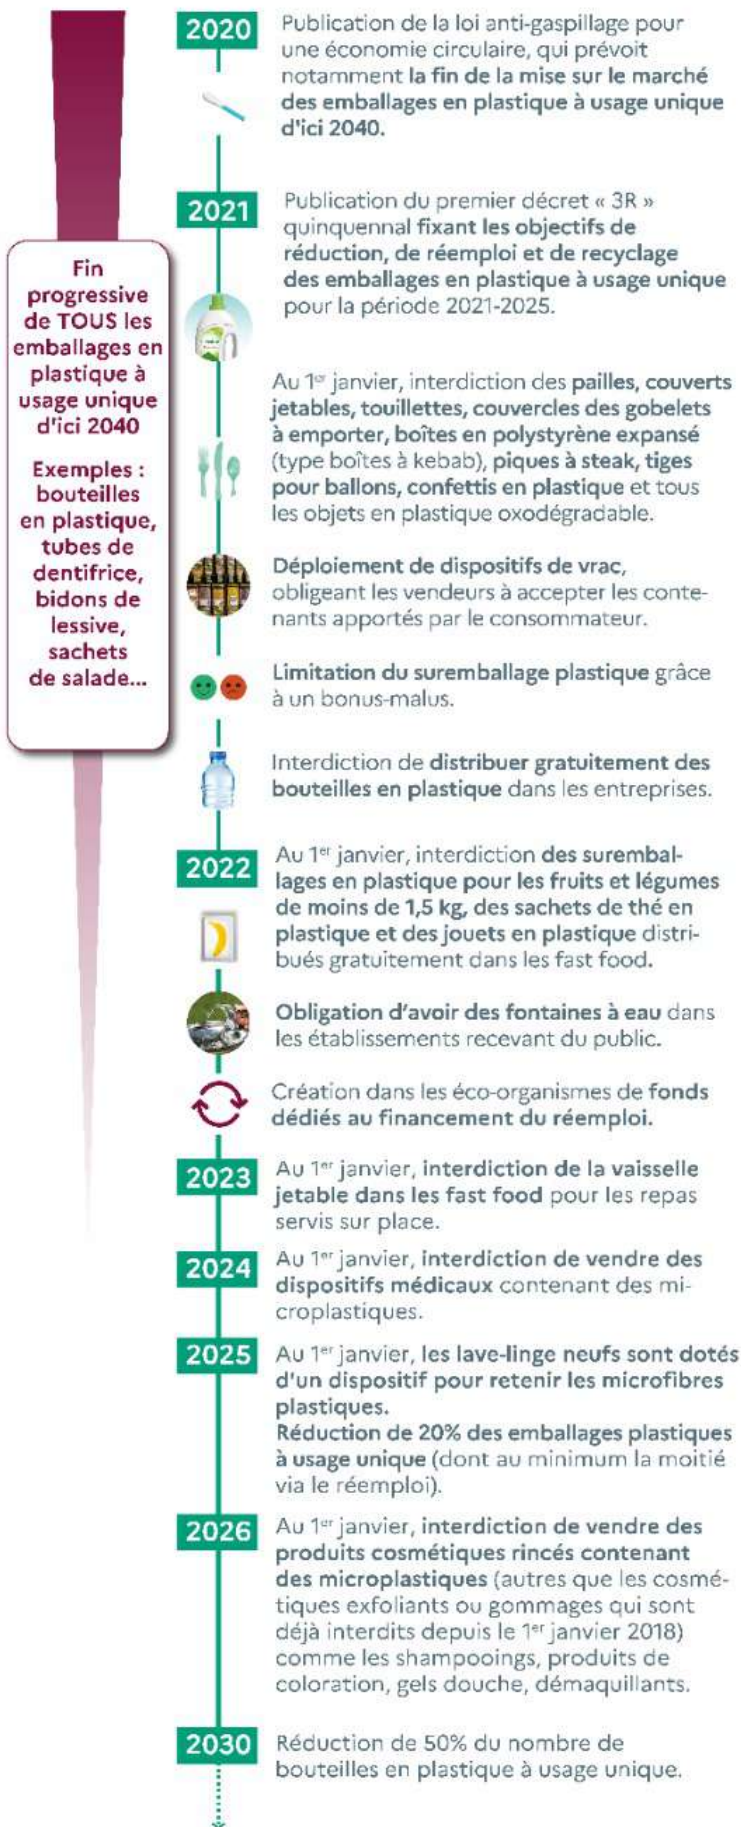 2020
Publication de la loi anti-gaspillage pour
une économie circulaire, qui prévoit
notamment la fin de la mise sur le marché
des emballages en plastique à usage unique
d'ici 2040.
2021
Publication du premier décret « 3R »
quinquennal fixant les objectifs de
réduction, de réemploi et de recyclage
des emballages en plastique à usage unique
pour la période 2021-2025.
Fin
progressive
de TOUS les
emballages en
plastique à
usage unique
d'ici 2040
Exemples :
bouteilles
en plastique,
tubes de
dentifrice,
bidons de
lessive,
sachets
de salade...
Au 1er janvier, interdiction des pailles, couverts
jetables, touillettes, couvercles des gobelets
à emporter, boîtes en polystyrène expansé
(type boîtes à kebab), piques à steak, tiges
pour ballons, confettis en plastique et tous
les objets en plastique oxodégradable.
Déploiement de dispositifs de vrac,
obligeant les vendeurs à accepter les conte-
nants apportés par le consommateur.
Limitation du suremballage plastique grâce
à un bonus-malus.
Interdiction de distribuer gratuitement des
bouteilles en plastique dans les entreprises.
2022
Au 1er janvier, interdiction des surembal-
lages en plastique pour les fruits et légumes
de moins de 1,5 kg, des sachets de thé en
plastique et des jouets en plastique distri-
bués gratuitement dans les fast food.
Obligation d'avoir des fontaines à eau dans
les établissements recevant du public.
Création dans les éco-organismes de fonds
dédiés au financement du réemploi.
2023
Au 1er janvier, interdiction de la vaisselle
jetable dans les fast food pour les repas
servis sur place.
2024
Au 1er janvier, interdiction de vendre des
dispositifs médicaux contenant des mi-
croplastiques.
2025
Au 1er janvier, les lave-linge neufs sont dotés
d'un dispositif pour retenir les microfibres
plastiques.
Réduction de 20% des emballages plastiques
à usage unique (dont au minimum la moitié
via le réemploi).
2026
Au 1er janvier, interdiction de vendre des
produits cosmétiques rincés contenant
des microplastiques (autres que les cosmé-
tiques exfoliants ou gommages qui sont
déjà interdits depuis le 1er janvier 2018)
comme les shampooings, produits de
coloration, gels douche, démaquillants.
2030
Réduction de 50% du nombre de
bouteilles en plastique à usage unique.